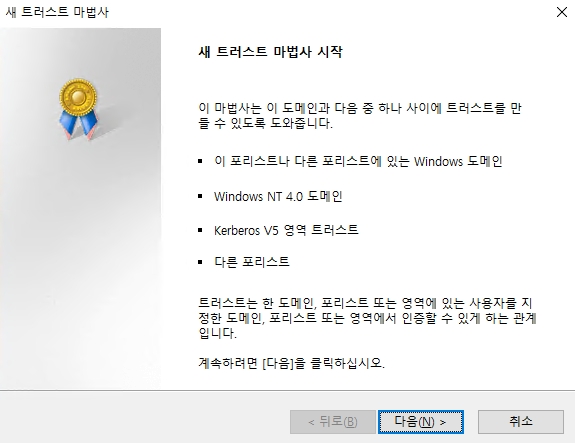 새 트러스트 마법사
새 트러스트 마법사 시작
이 마법사는 이 도메인과 다음 중 하나 사이에 트러스트를 만
들 수 있도록 도와줍니다.
▪ 이 포리스트나 다른 포리스트에 있는 Windows 도메인
▪ Windows NT 4.0 도메인
▪ Kerberos V5 영역 트러스트
▪ 다른 포리스트
트러스트는 한 도메인, 포리스트 또는 영역에 있는 사용자를 지
정한 도메인, 포리스트 또는 영역에서 인증할 수 있게 하는 관계
입니다.
계속하려면 [다음]을 클릭하십시오.
< 뒤로(B) 다음(N) > 취소